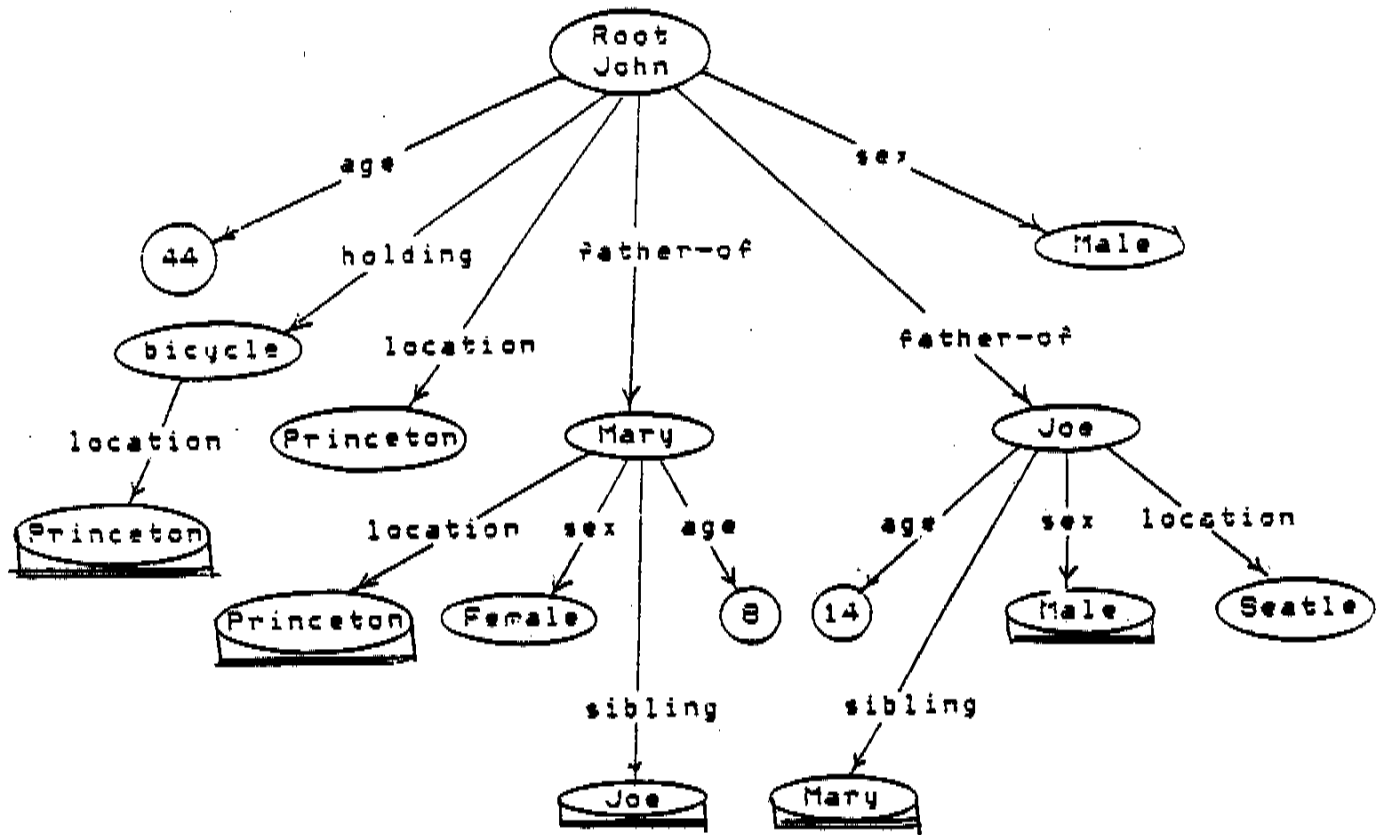 Root
John
age
sex
44
holding
father-of
Male
bicycle
location
father-of
location
Princeton
Mary
Joe
Princeton
location
sex
age
age
sex
location
Princeton
Female
8
14
Male
Seatle
sibling
sibling
Joe
Mary